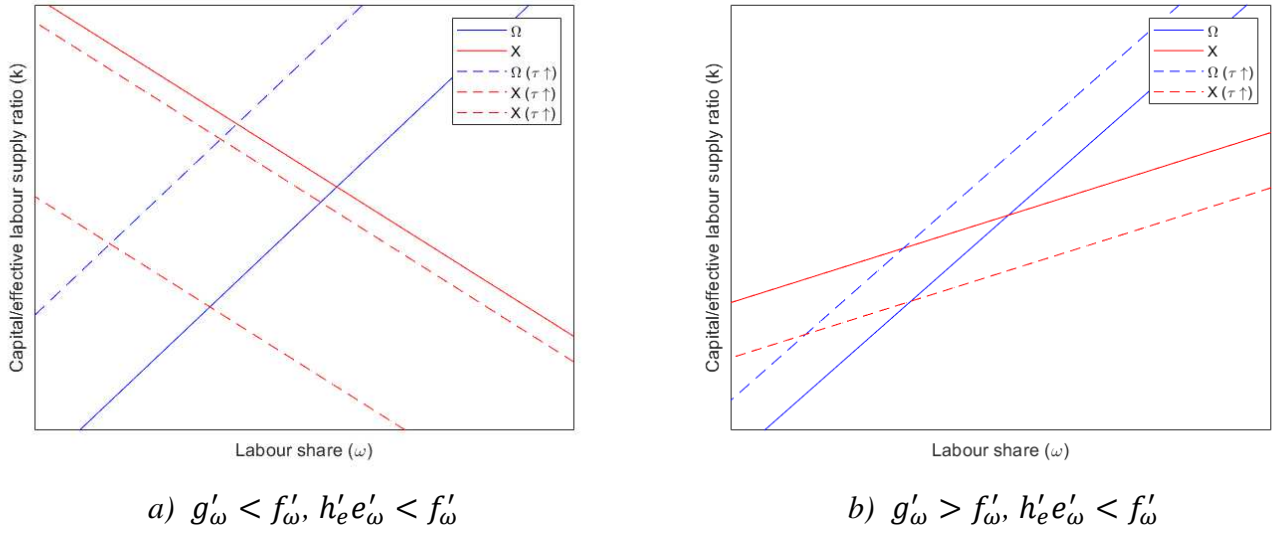 Capital/effective labour supply ratio (k)
Ω
X
Ω (τ ↑)
X (τ ↑)
X (τ ↑)
Labour share (ω)
a) g′ω < f′ω, h′e e′ω < f′ω
Capital/effective labour supply ratio (k)
Ω
X
Ω (τ ↑)
X (τ ↑)
Labour share (ω)
b) g′ω > f′ω, h′e e′ω < f′ω